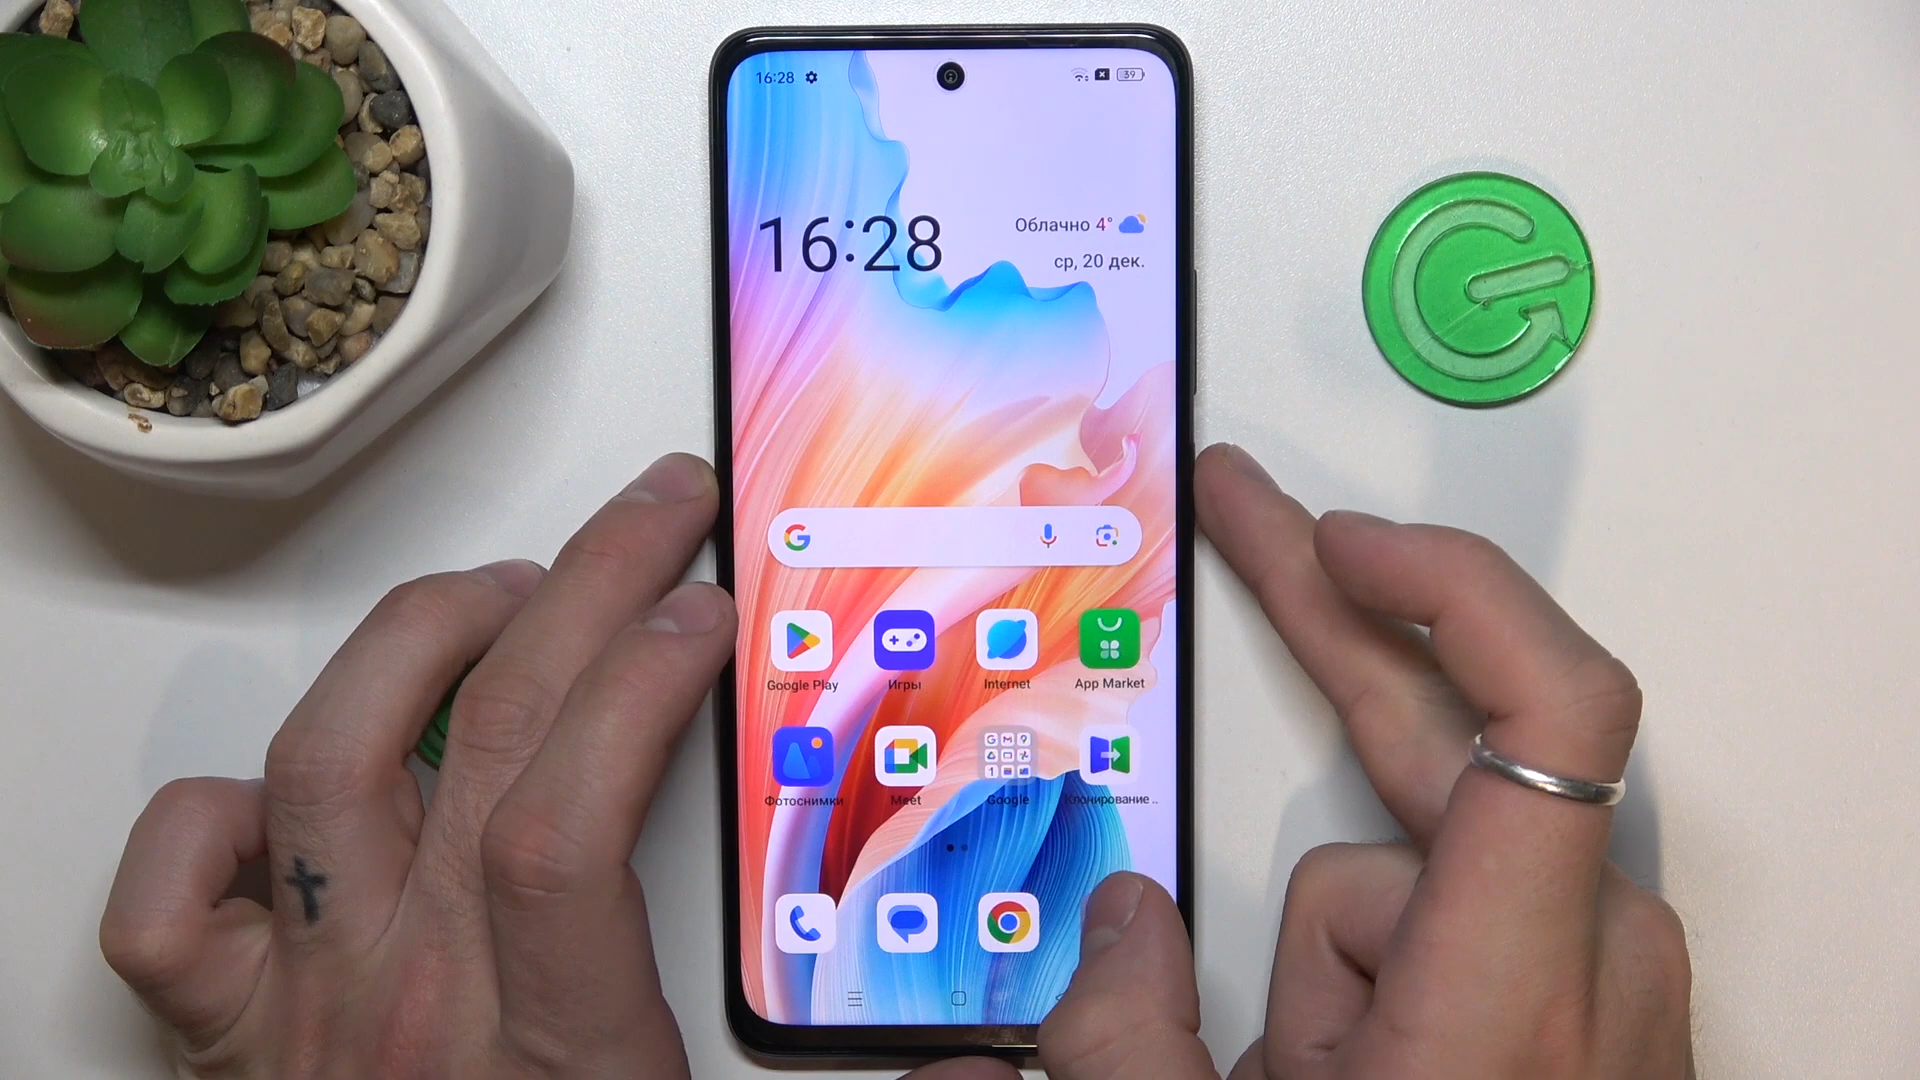 16:28
39
16:28
Облачно 4°
ср, 20 дек.
Google Play
Игры
Internet
App Market
Фотоснимки
Meet
Google
Клонирование ..